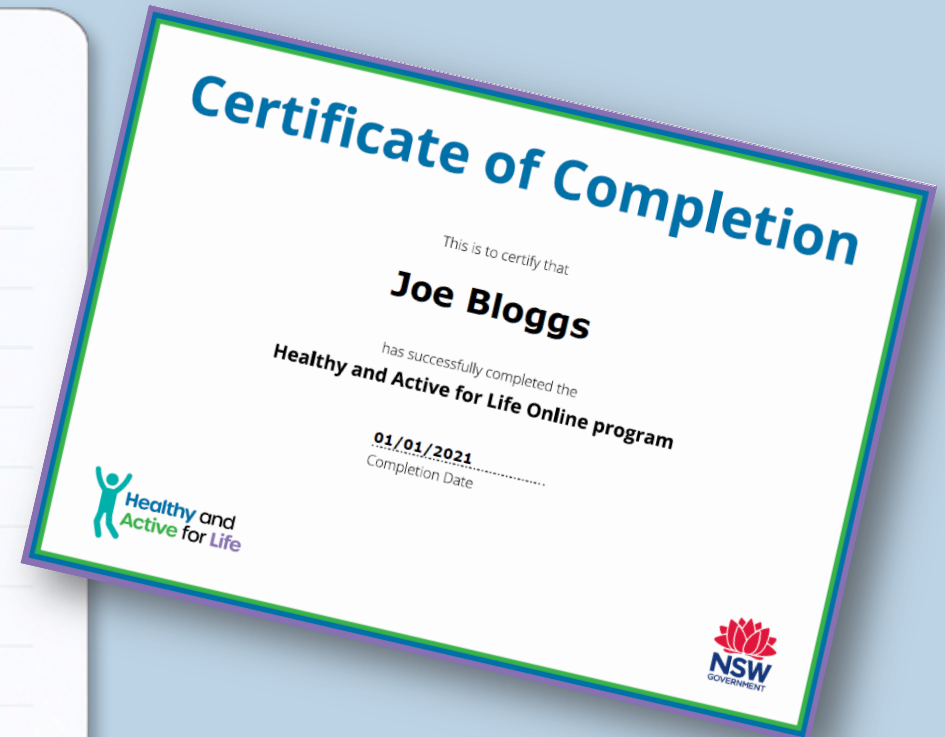 Certificate of Completion
This is to certify that
Joe Bloggs
has successfully completed the
Healthy and Active for Life Online program
01/01/2021
Completion Date
Healthy and
Active for Life
NSW
GOVERNMENT